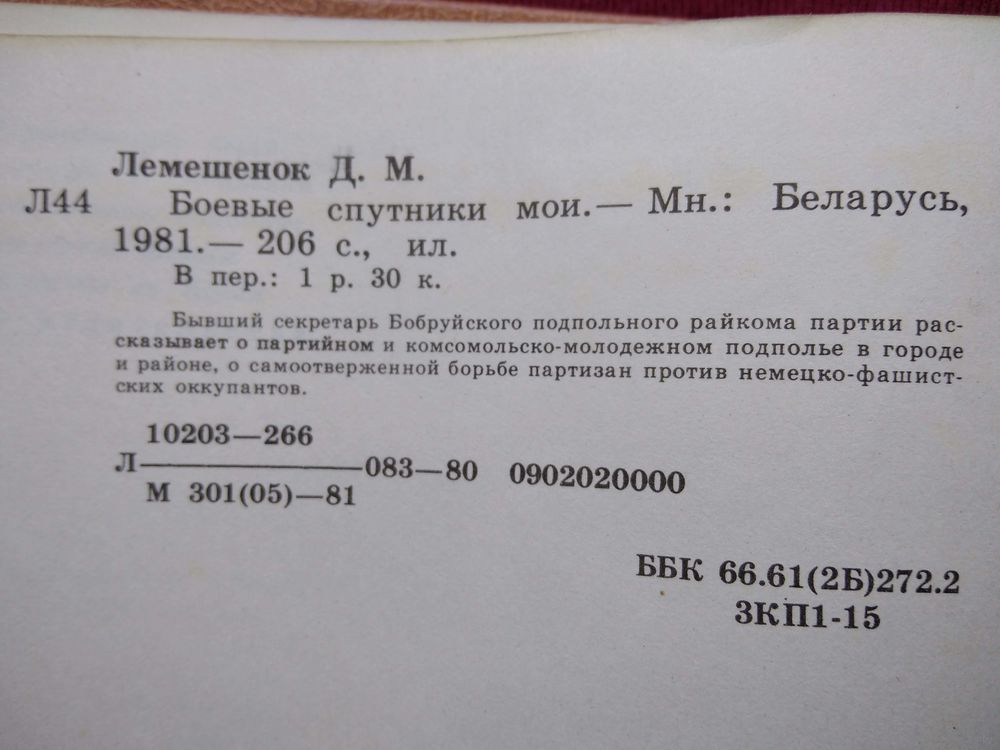 Лемешенок Д. М.
Л44 Боевые спутники мои.— Мн.: Беларусь,
1981.— 206 с., ил.
В пер.: 1 р. 30 к.
Бывший секретарь Бобруйского подпольного райкома партии рас-
сказывает о партийном и комсомольско-молодежном подполье в городе
и районе, о самоотверженной борьбе партизан против немецко-фашист-
ских оккупантов.
10203—266
Л————083—80 0902020000
М 301(05)—81
ББК 66.61(2Б)272.2
3КП1-15